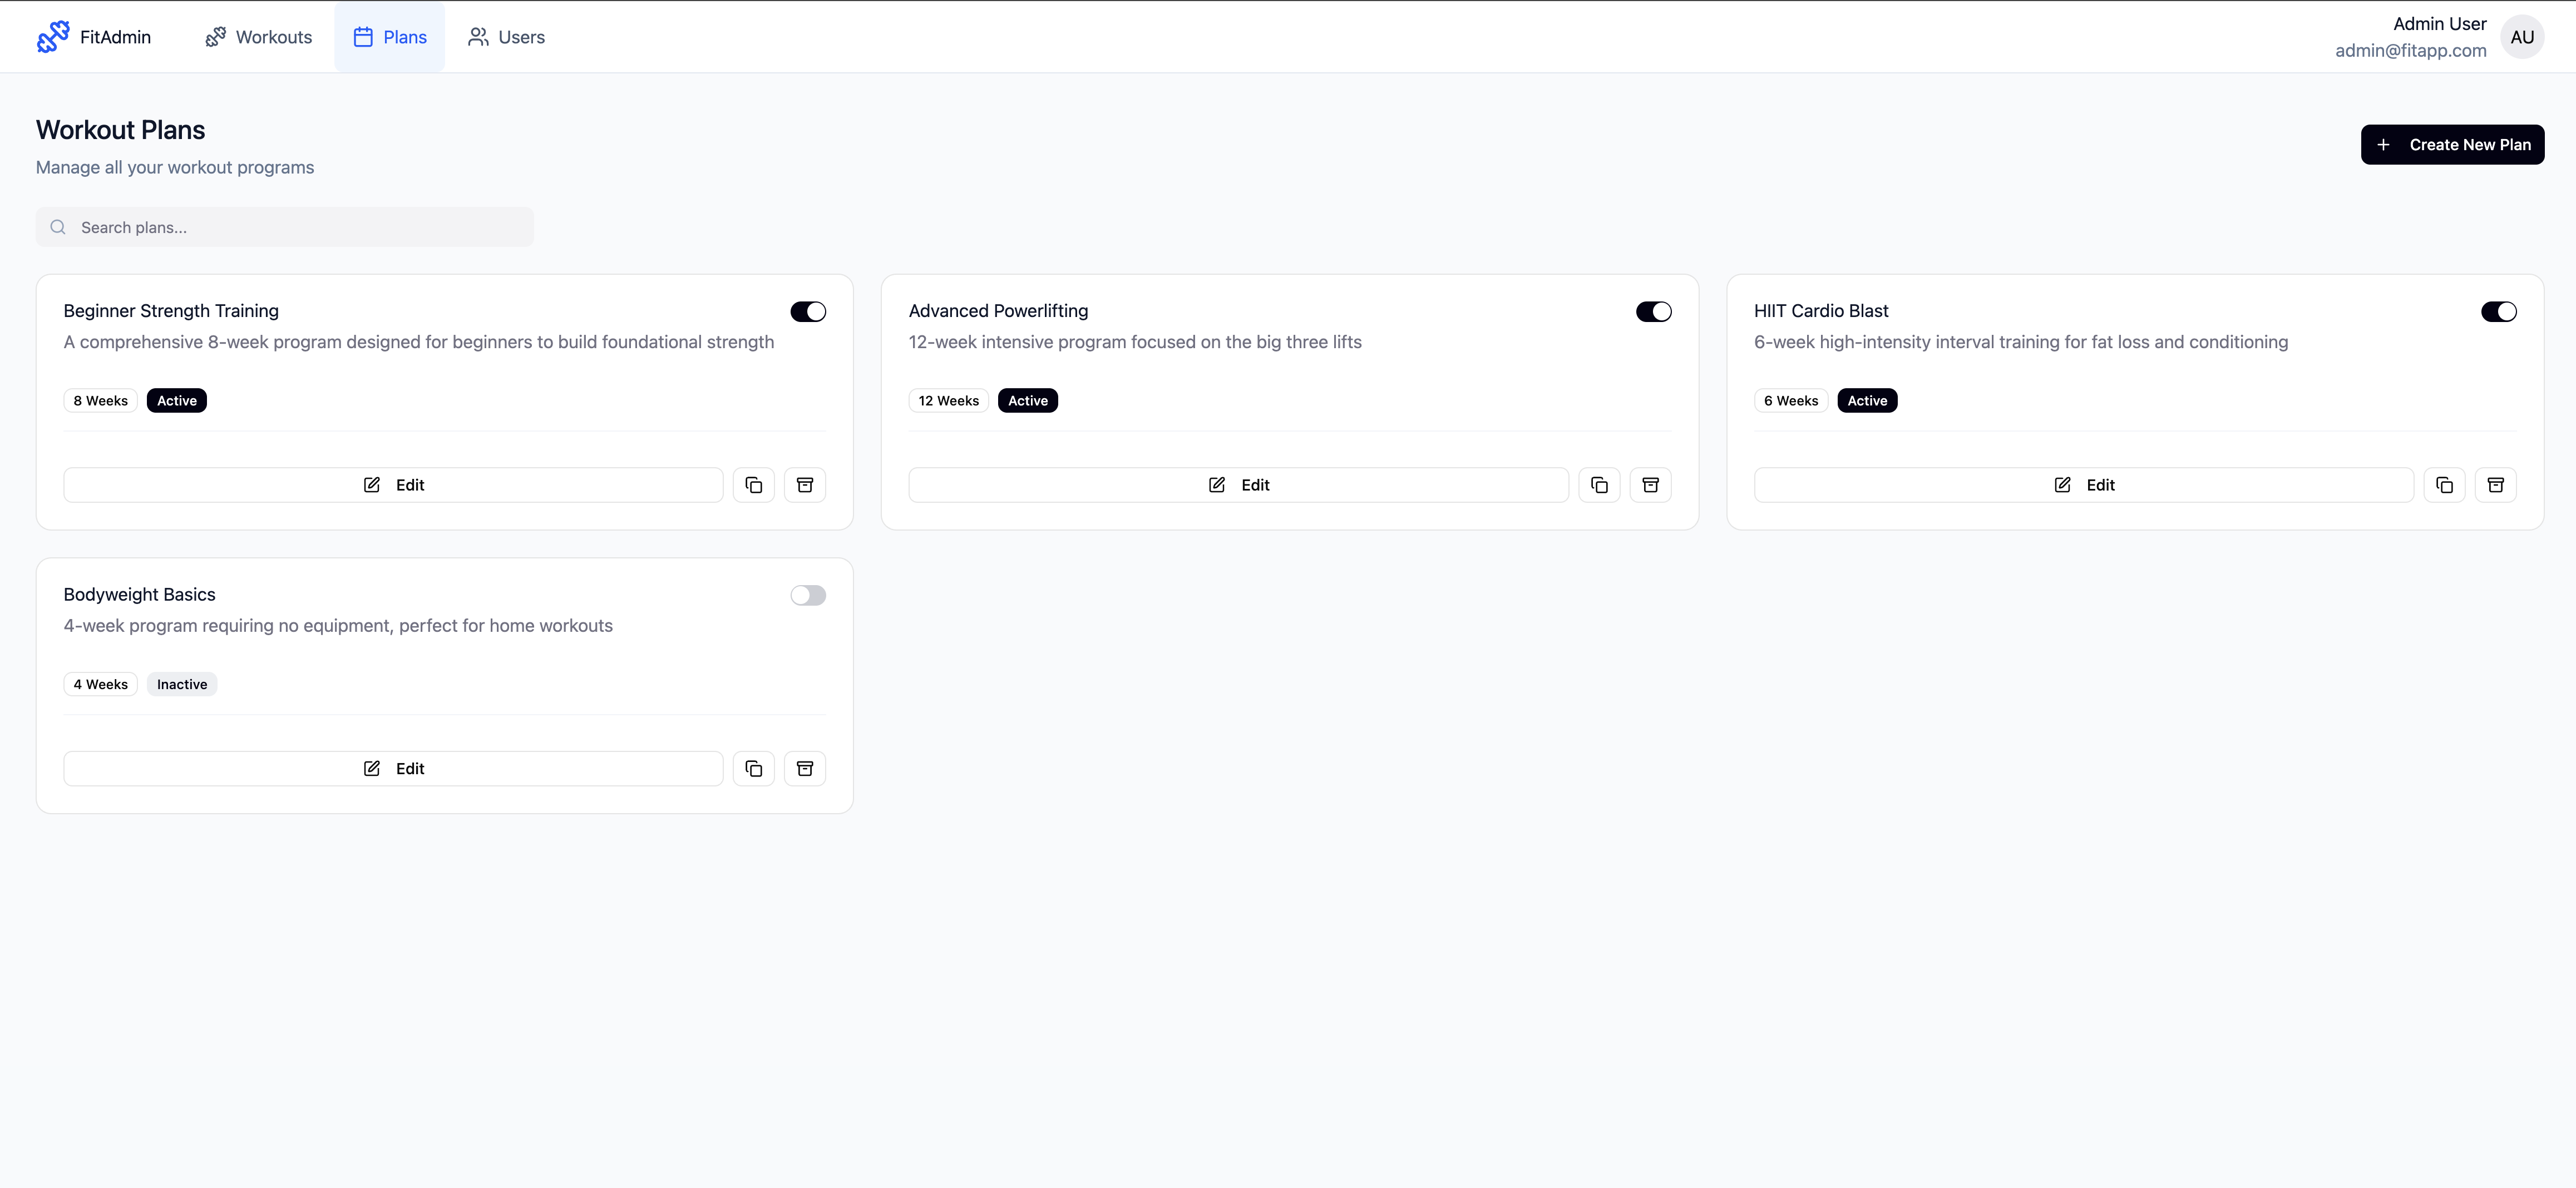 FitAdmin
Workouts
Plans
Users
Admin User
admin@fitapp.com
AU
Workout Plans
Manage all your workout programs
Create New Plan
Search plans...
Beginner Strength Training
A comprehensive 8-week program designed for beginners to build foundational strength
8 Weeks
Active
Edit
Advanced Powerlifting
12-week intensive program focused on the big three lifts
12 Weeks
Active
Edit
HIIT Cardio Blast
6-week high-intensity interval training for fat loss and conditioning
6 Weeks
Active
Edit
Bodyweight Basics
4-week program requiring no equipment, perfect for home workouts
4 Weeks
Inactive
Edit